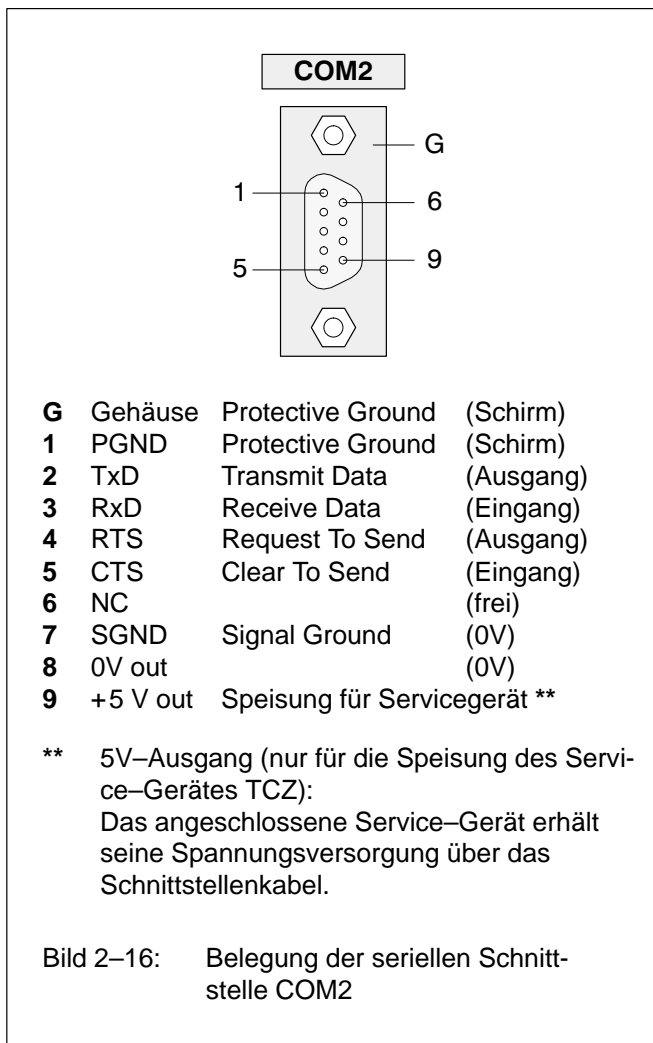 COM2
G
1
6
5
9
G Gehäuse Protective Ground (Schirm)
1 PGND Protective Ground (Schirm)
2 TxD Transmit Data (Ausgang)
3 RxD Receive Data (Eingang)
4 RTS Request To Send (Ausgang)
5 CTS Clear To Send (Eingang)
6 NC (frei)
7 SGND Signal Ground (0V)
8 0V out (0V)
9 +5 V out Speisung für Servicegerät **
** 5V–Ausgang (nur für die Speisung des Servi-
ce–Gerätes TCZ):
Das angeschlossene Service–Gerät erhält
seine Spannungsversorgung über das
Schnittstellenkabel.
Bild 2–16: Belegung der seriellen Schnitt-
stelle COM2